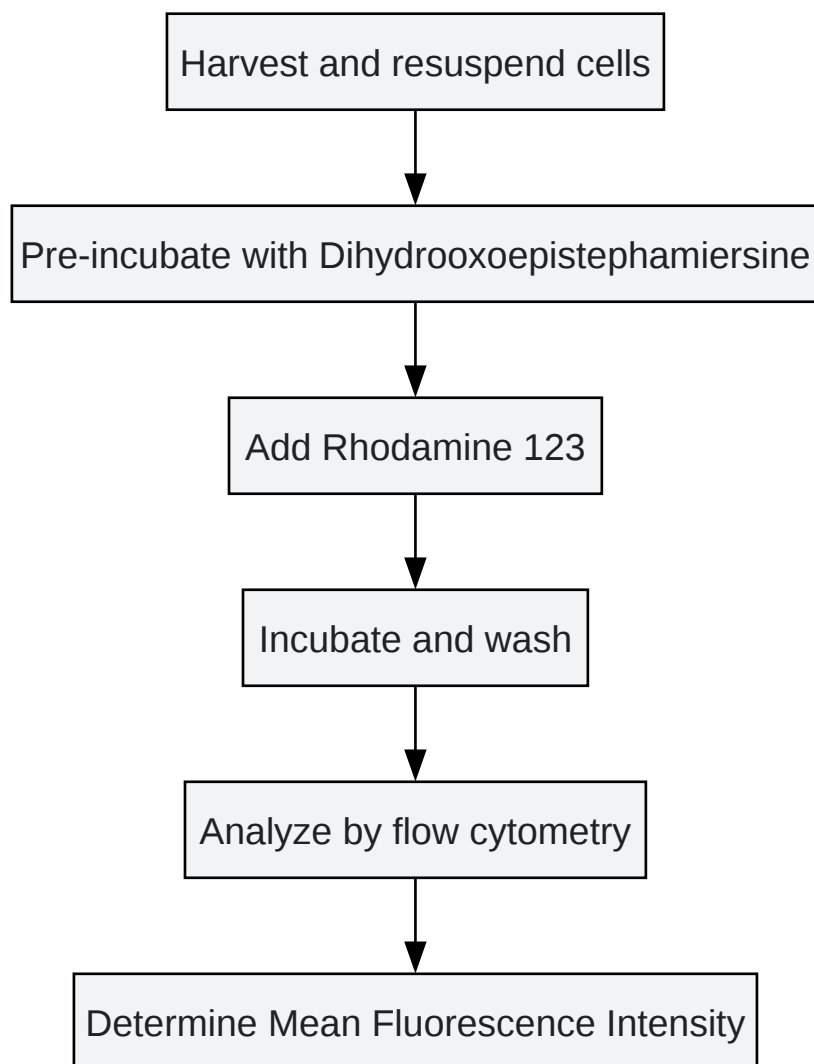 Harvest and resuspend cells
Pre-incubate with Dihydrooxoepistephamiersine
Add Rhodamine 123
Incubate and wash
Analyze by flow cytometry
Determine Mean Fluorescence Intensity